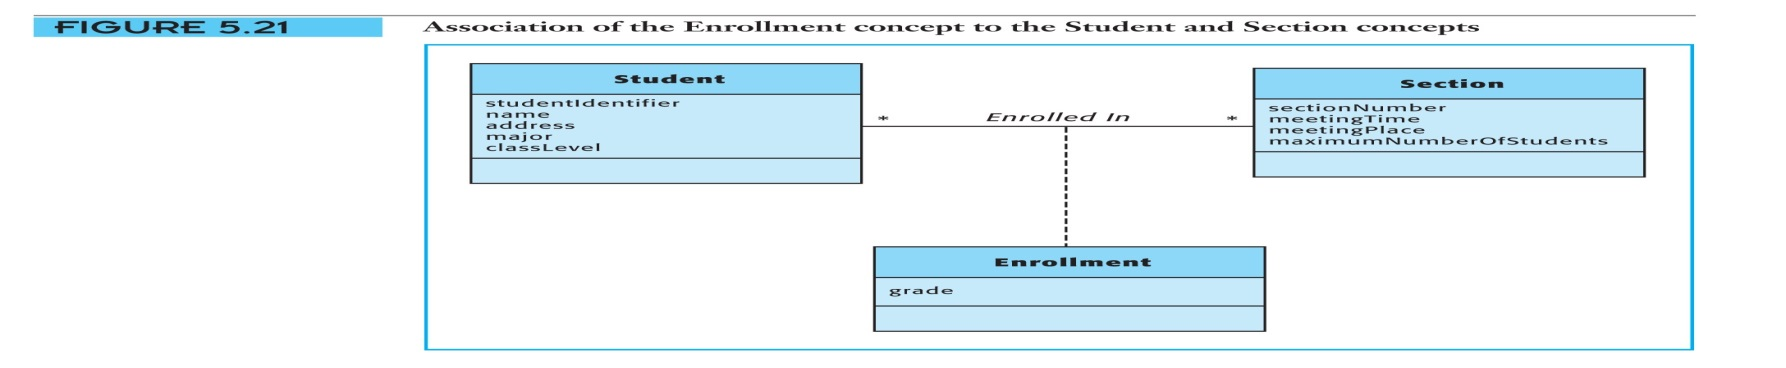 FIGURE 5.21
Association of the Enrollment concept to the Student and Section concepts
Student
studentIdentifier
name
address
major
classLevel
* Enrolled In *
Section
sectionNumber
meetingTime
meetingPlace
maximumNumberOfStudents
Enrollment
grade